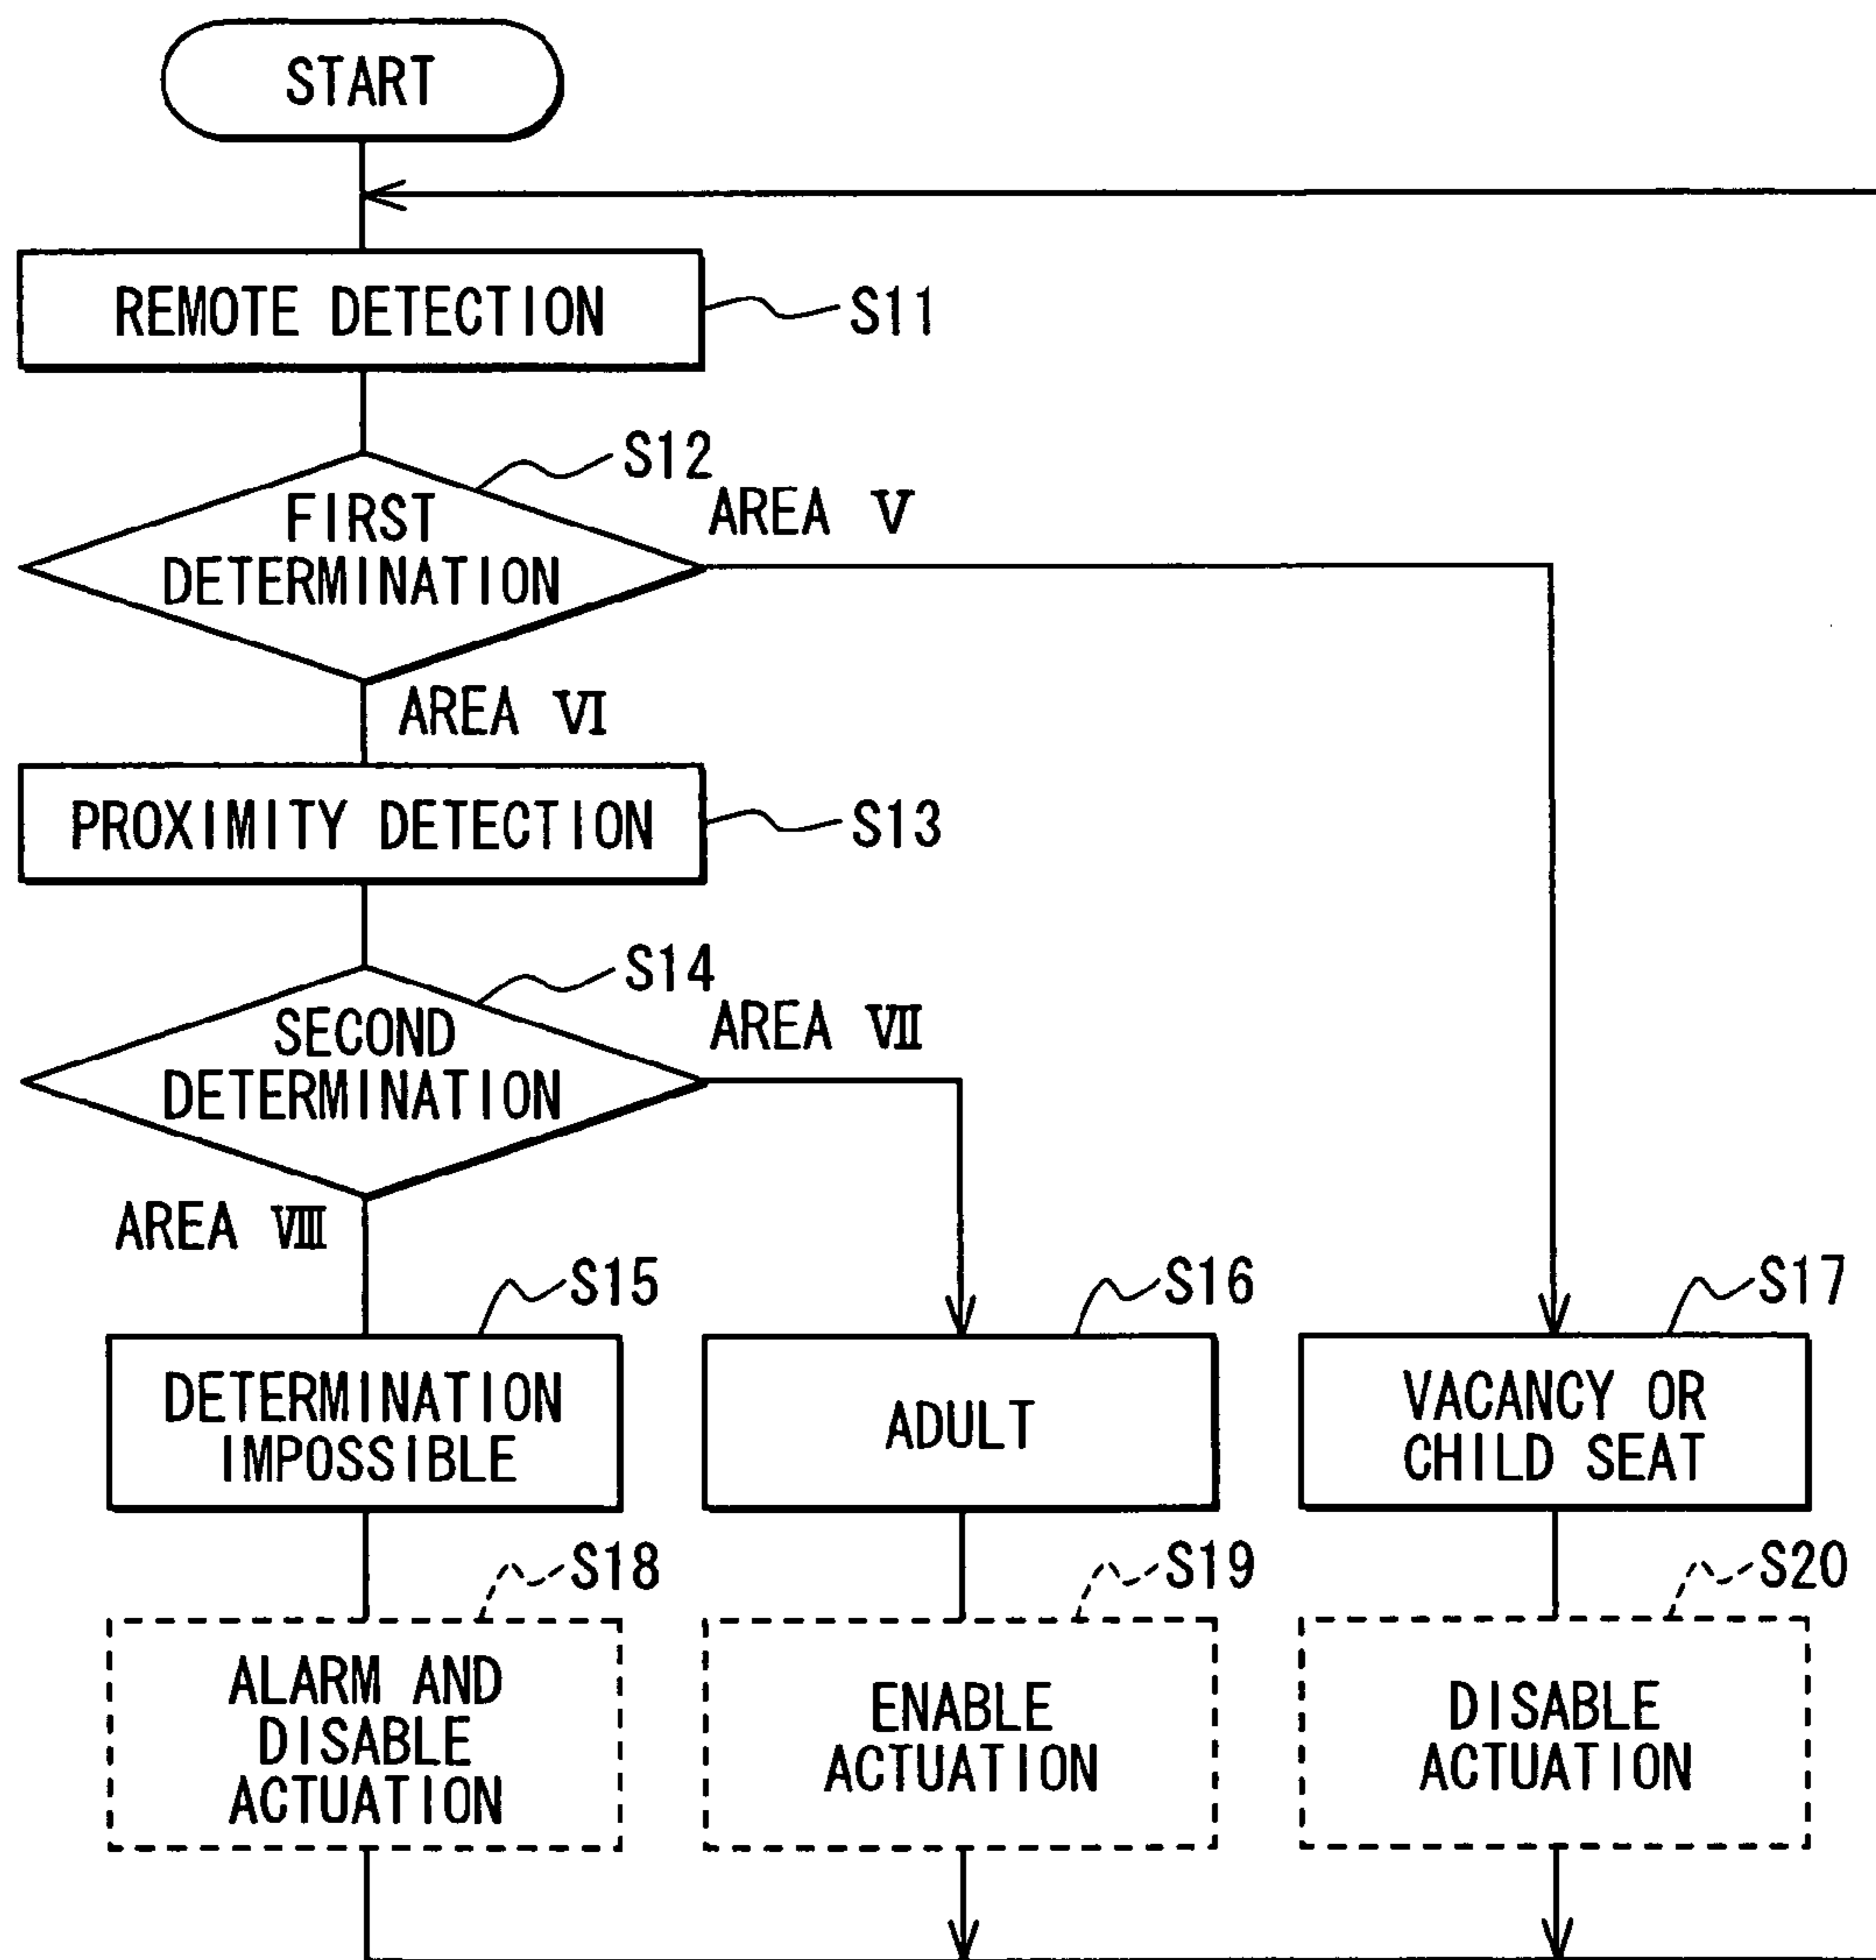 START
REMOTE DETECTION
S11
S12
FIRST
DETERMINATION
AREA Ⅴ
AREA Ⅵ
PROXIMITY DETECTION
S13
S14
SECOND
DETERMINATION
AREA Ⅶ
AREA Ⅷ
S15
DETERMINATION
IMPOSSIBLE
S16
ADULT
S17
VACANCY OR
CHILD SEAT
S18
ALARM AND
DISABLE
ACTUATION
S19
ENABLE
ACTUATION
S20
DISABLE
ACTUATION